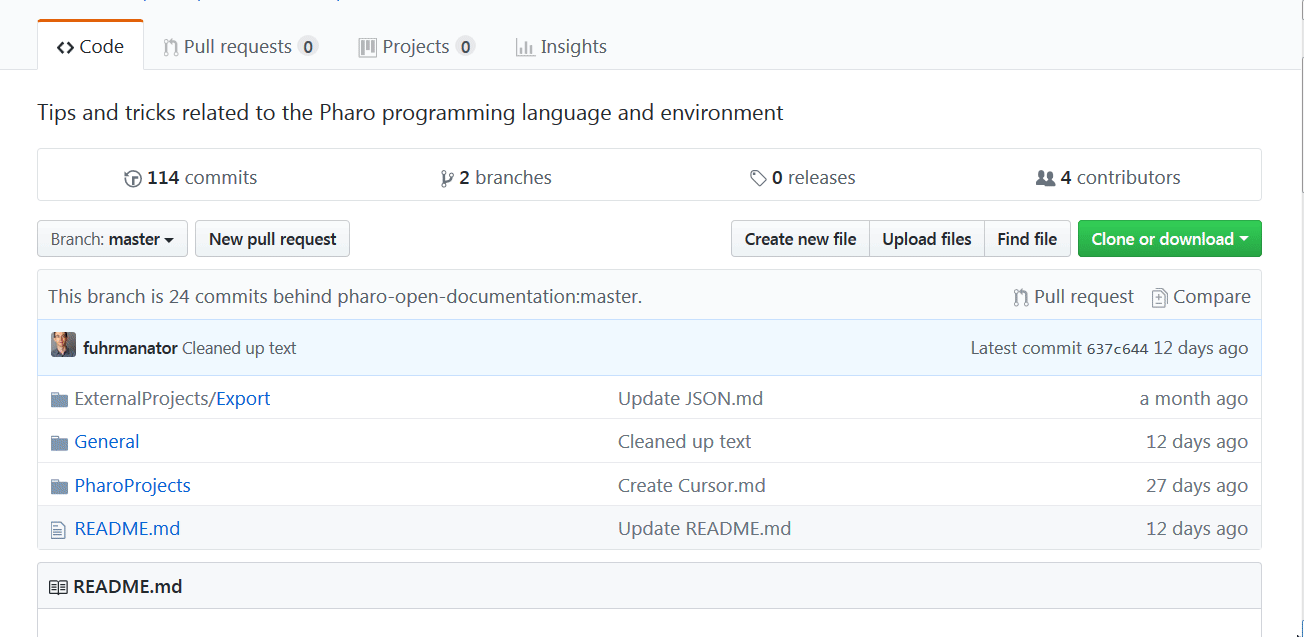 Code Pull requests 0 Projects 0 Insights
Tips and tricks related to the Pharo programming language and environment
114 commits 2 branches 0 releases 4 contributors
Branch: master New pull request Create new file Upload files Find file Clone or download
This branch is 24 commits behind pharo-open-documentation:master. Pull request Compare
fuhrmanator Cleaned up text Latest commit 637c644 12 days ago
ExternalProjects/Export Update JSON.md a month ago
General Cleaned up text 12 days ago
PharoProjects Create Cursor.md 27 days ago
README.md Update README.md 12 days ago
README.md